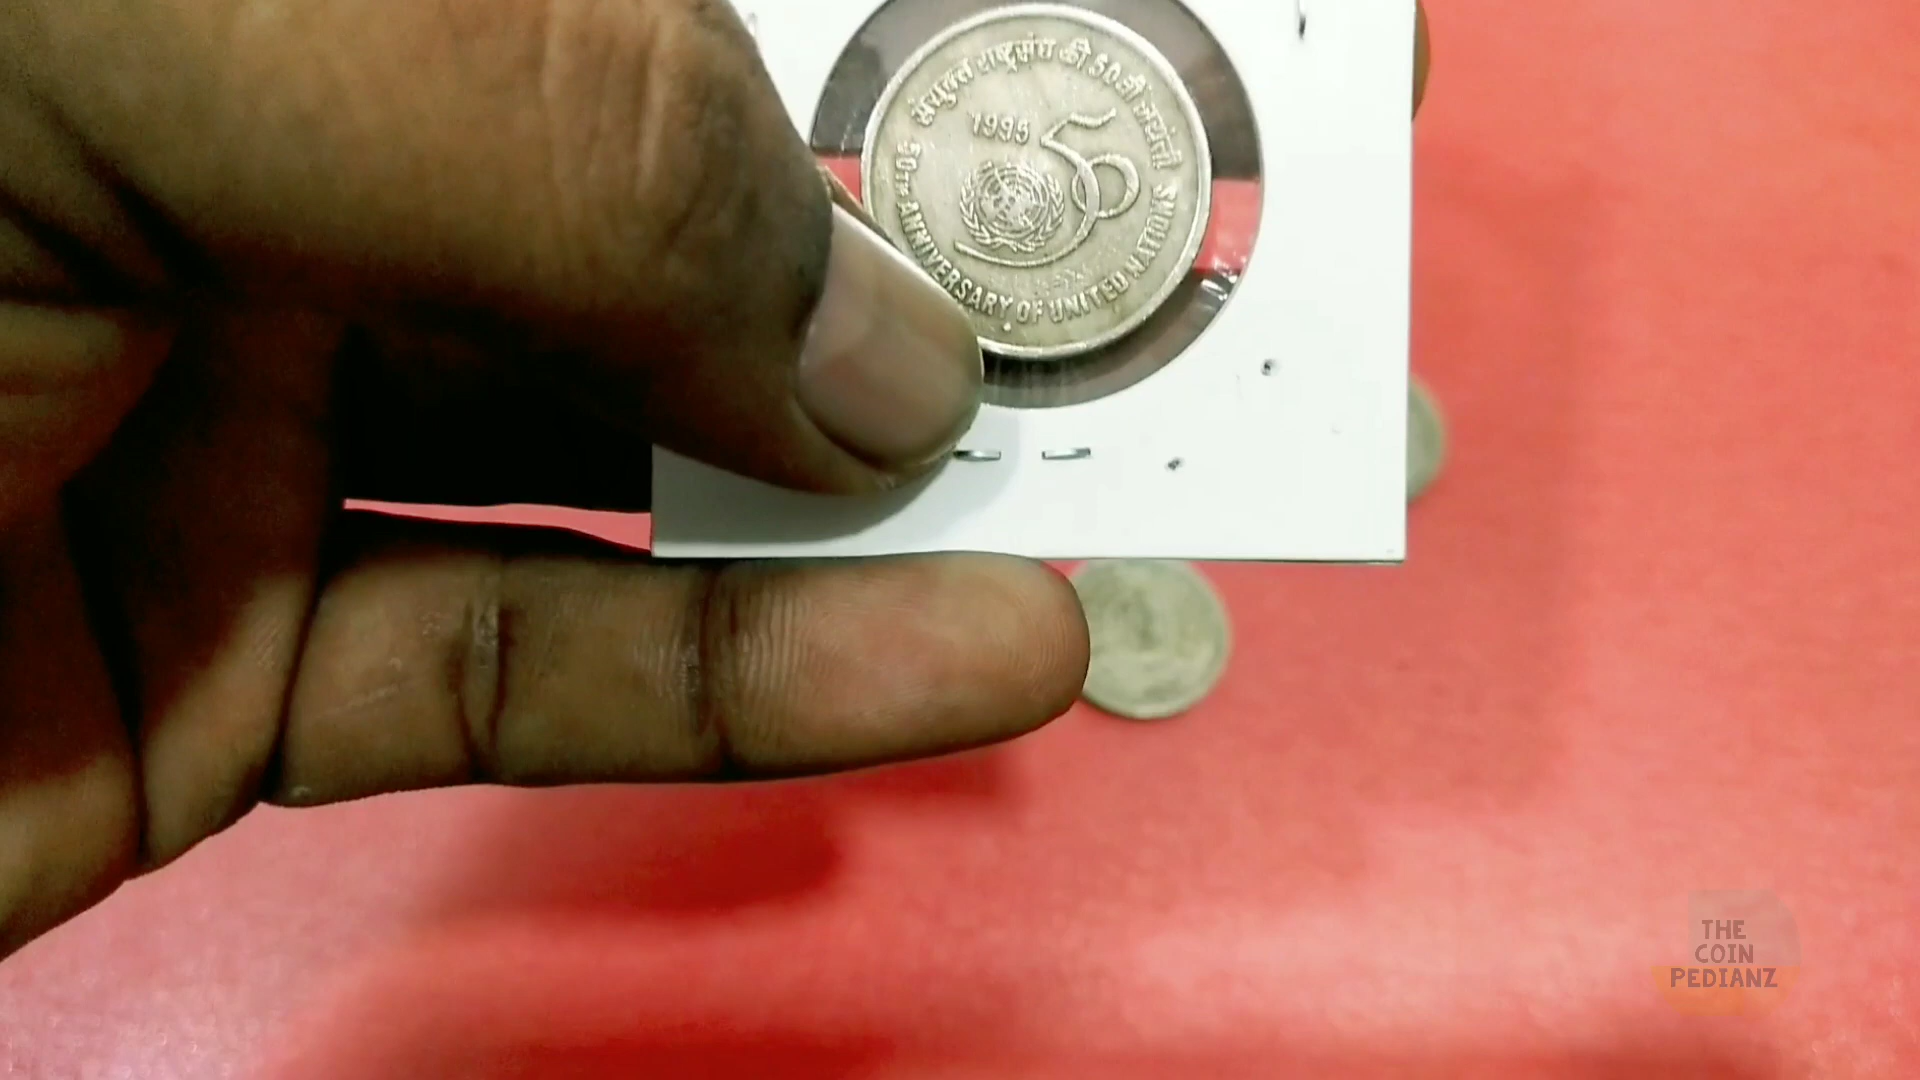 संयुक्त राष्ट्रसंघ की 50वीं जयंती
1995
50
50TH ANNIVERSARY OF UNITED NATIONS
THE
COIN
PEDIANZ